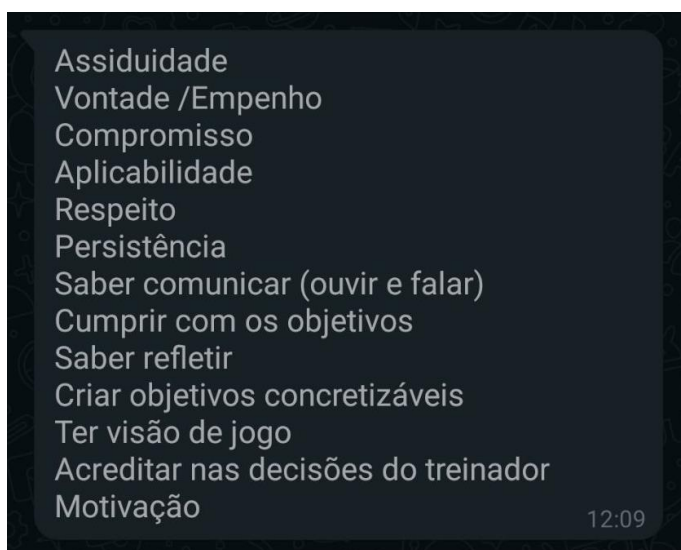 Assiduidade
Vontade /Empenho
Compromisso
Aplicabilidade
Respeito
Persistência
Saber comunicar (ouvir e falar)
Cumprir com os objetivos
Saber refletir
Criar objetivos concretizáveis
Ter visão de jogo
Acreditar nas decisões do treinador
Motivação
12:09